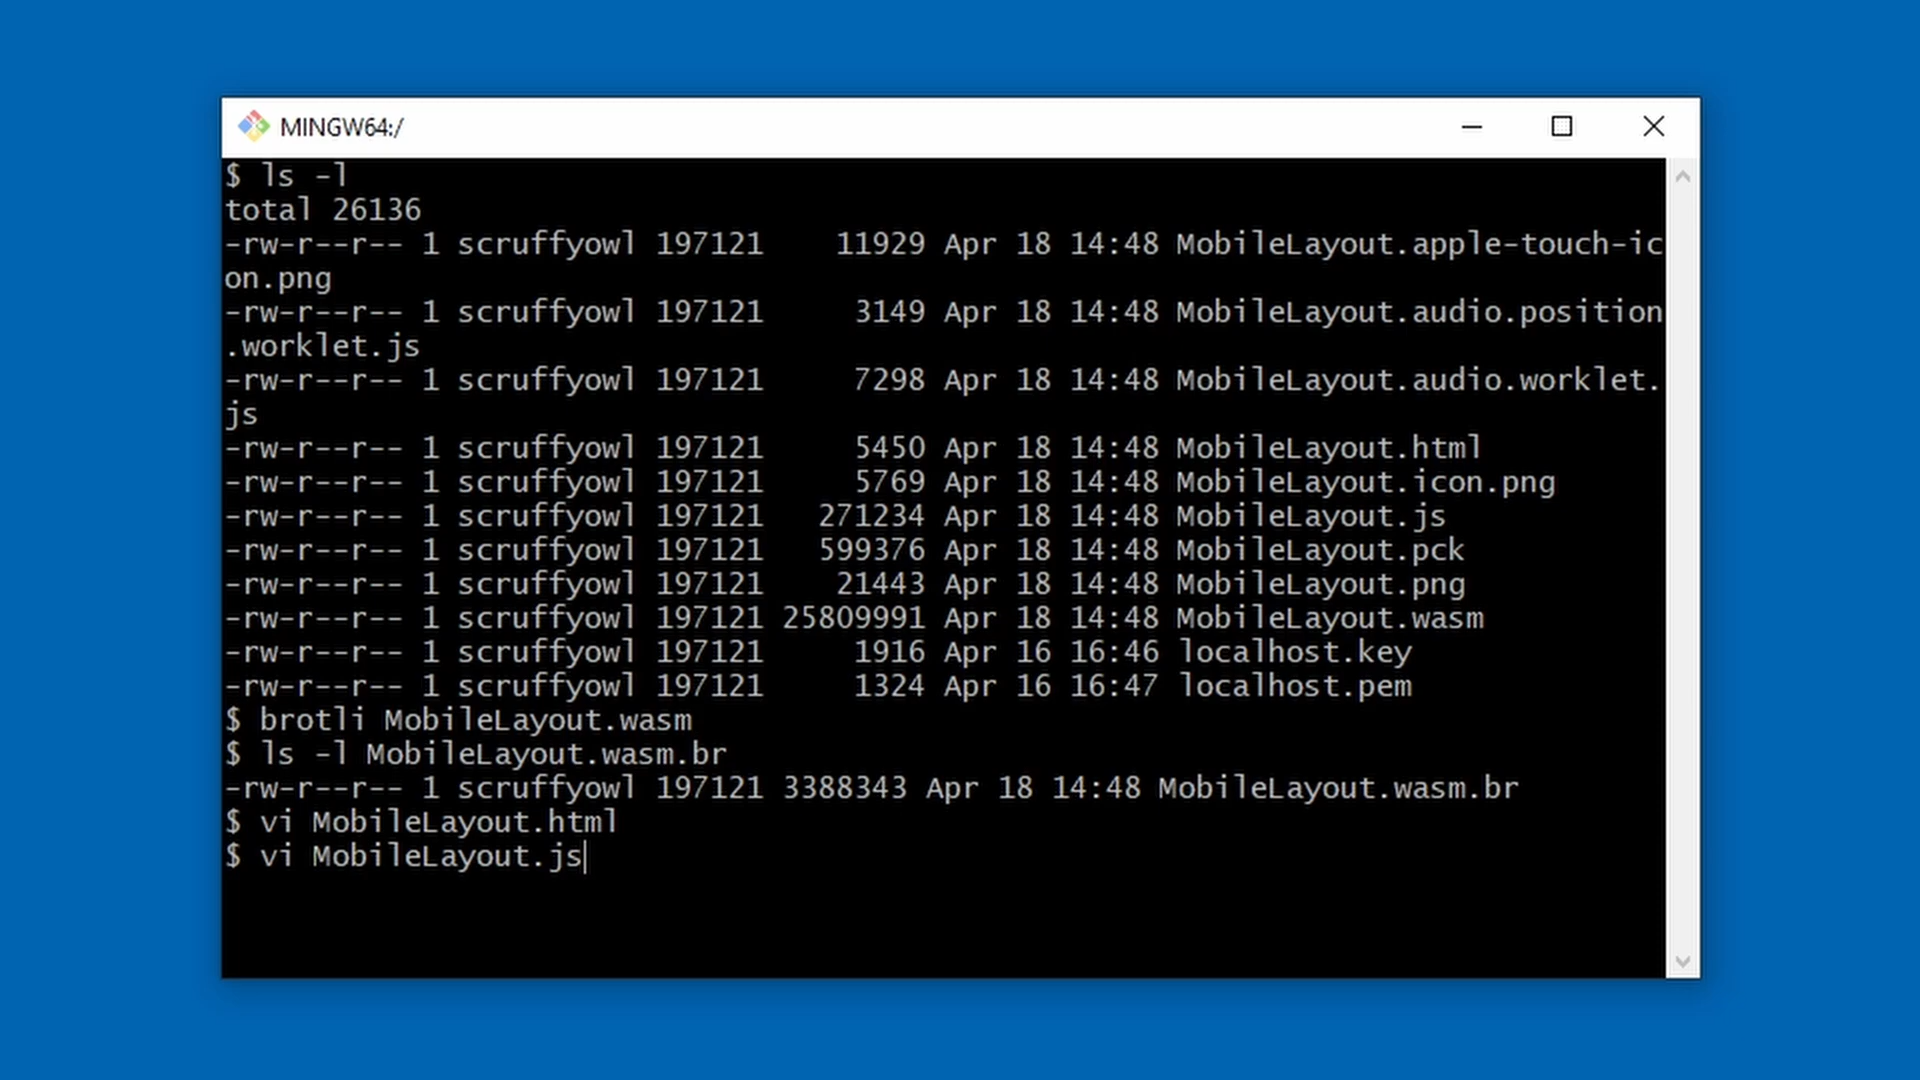 MINGW64:/
$ ls -l
total 26136
-rw-r--r-- 1 scruffyowl 197121    11929 Apr 18 14:48 MobileLayout.apple-touch-ic
on.png
-rw-r--r-- 1 scruffyowl 197121     3149 Apr 18 14:48 MobileLayout.audio.position
.worklet.js
-rw-r--r-- 1 scruffyowl 197121     7298 Apr 18 14:48 MobileLayout.audio.worklet.
js
-rw-r--r-- 1 scruffyowl 197121     5450 Apr 18 14:48 MobileLayout.html
-rw-r--r-- 1 scruffyowl 197121     5769 Apr 18 14:48 MobileLayout.icon.png
-rw-r--r-- 1 scruffyowl 197121   271234 Apr 18 14:48 MobileLayout.js
-rw-r--r-- 1 scruffyowl 197121   599376 Apr 18 14:48 MobileLayout.pck
-rw-r--r-- 1 scruffyowl 197121    21443 Apr 18 14:48 MobileLayout.png
-rw-r--r-- 1 scruffyowl 197121 25809991 Apr 18 14:48 MobileLayout.wasm
-rw-r--r-- 1 scruffyowl 197121     1916 Apr 16 16:46 localhost.key
-rw-r--r-- 1 scruffyowl 197121     1324 Apr 16 16:47 localhost.pem
$ brotli MobileLayout.wasm
$ ls -l MobileLayout.wasm.br
-rw-r--r-- 1 scruffyowl 197121 3388343 Apr 18 14:48 MobileLayout.wasm.br
$ vi MobileLayout.html
$ vi MobileLayout.js